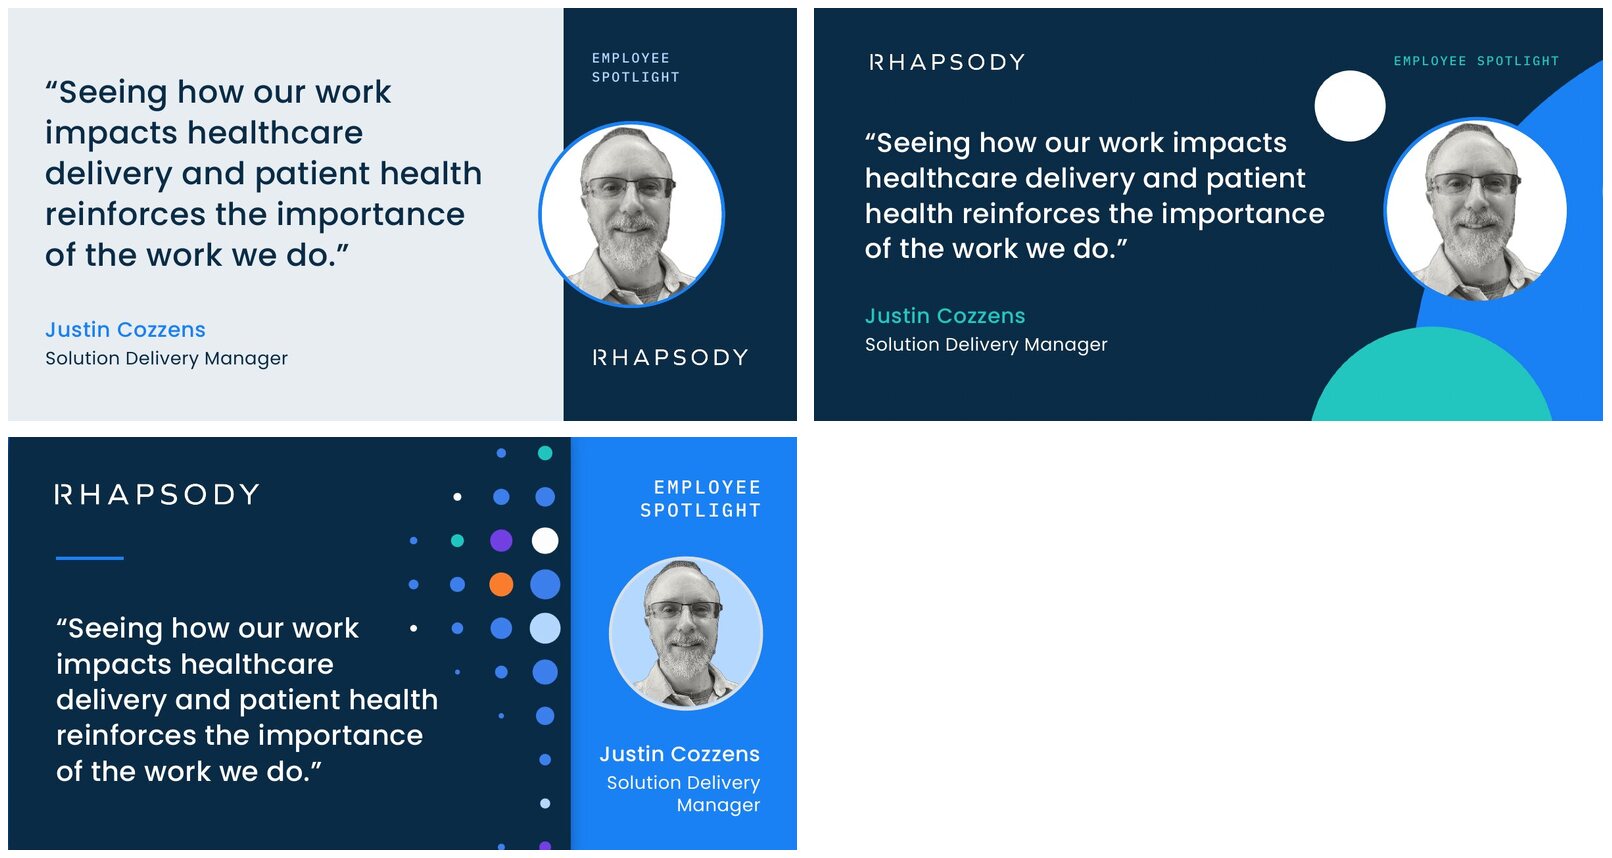 “Seeing how our work
impacts healthcare
delivery and patient health
reinforces the importance
of the work we do.”
Justin Cozzens
Solution Delivery Manager
EMPLOYEE
SPOTLIGHT
RHAPSODY
RHAPSODY
EMPLOYEE SPOTLIGHT
“Seeing how our work impacts
healthcare delivery and patient
health reinforces the importance
of the work we do.”
Justin Cozzens
Solution Delivery Manager
RHAPSODY
“Seeing how our work
impacts healthcare
delivery and patient health
reinforces the importance
of the work we do.”
EMPLOYEE
SPOTLIGHT
Justin Cozzens
Solution Delivery
Manager